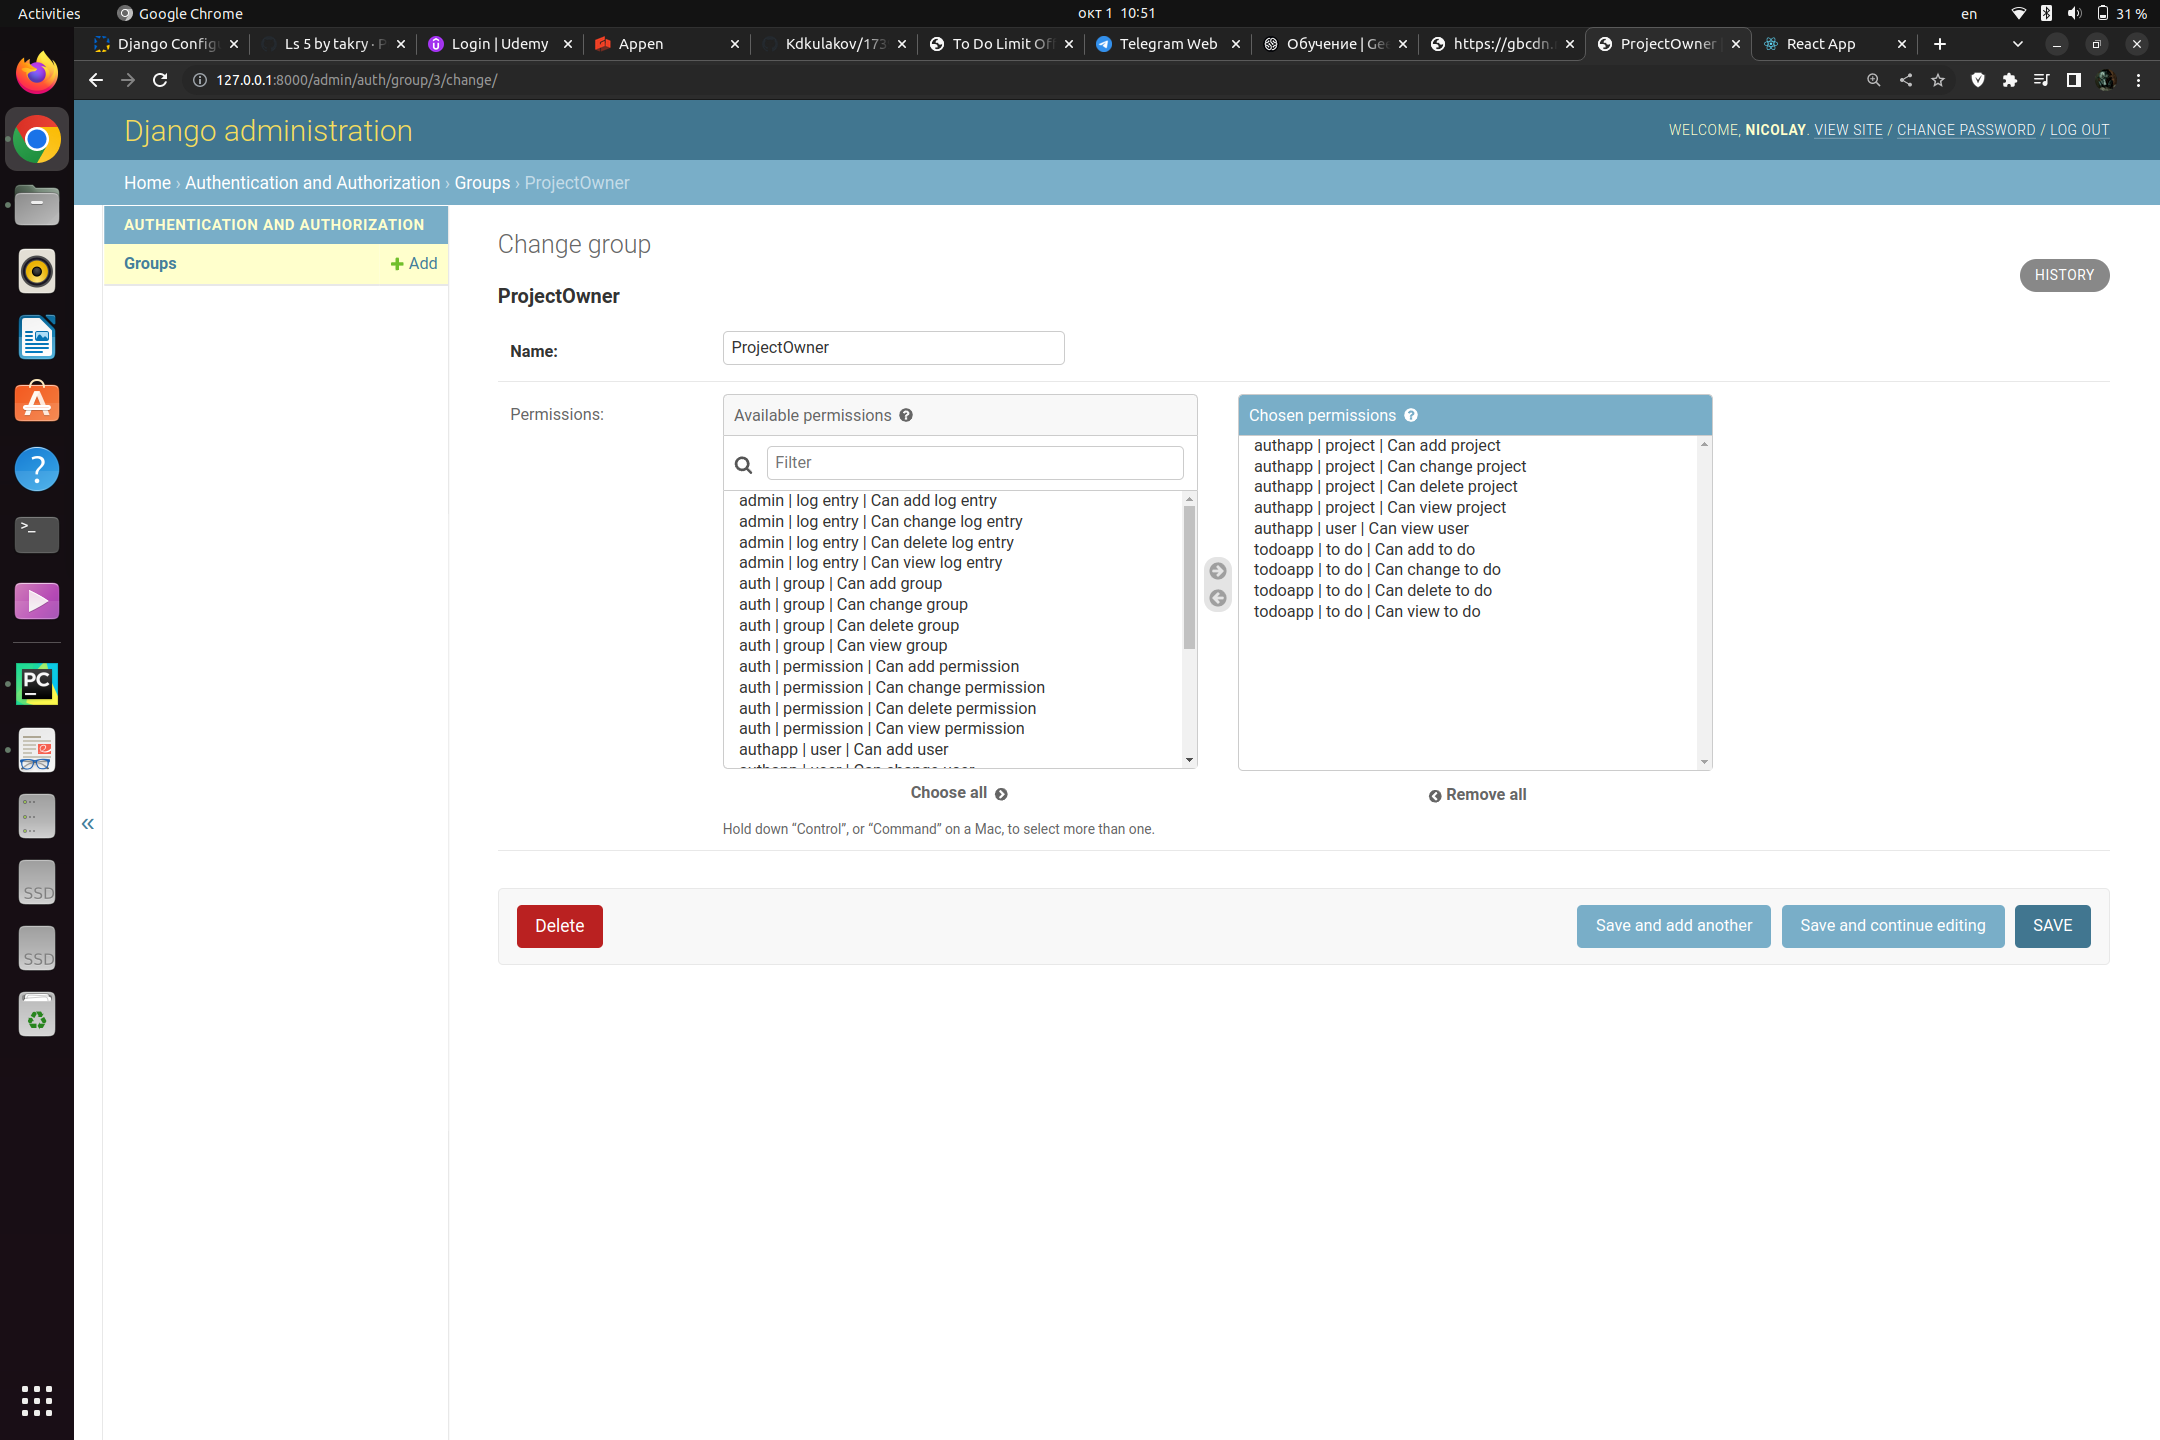 Activities Google Chrome окт 1 10:51 en 31 %
Django Config Ls 5 by takry · P Login | Udemy Appen Kdkulakov/173 To Do Limit Of Telegram Web Обучение | Ge https://gbcdn. ProjectOwner React App
127.0.0.1:8000/admin/auth/group/3/change/
Django administration
WELCOME, NICOLAY. VIEW SITE / CHANGE PASSWORD / LOG OUT
Home › Authentication and Authorization › Groups › ProjectOwner
AUTHENTICATION AND AUTHORIZATION
Groups + Add
Change group
HISTORY
ProjectOwner
Name: ProjectOwner
Permissions:
Available permissions ?
Filter
admin | log entry | Can add log entry
admin | log entry | Can change log entry
admin | log entry | Can delete log entry
admin | log entry | Can view log entry
auth | group | Can add group
auth | group | Can change group
auth | group | Can delete group
auth | group | Can view group
auth | permission | Can add permission
auth | permission | Can change permission
auth | permission | Can delete permission
auth | permission | Can view permission
authapp | user | Can add user
authapp | user | Can change user
Choose all
Hold down “Control”, or “Command” on a Mac, to select more than one.
Chosen permissions ?
authapp | project | Can add project
authapp | project | Can change project
authapp | project | Can delete project
authapp | project | Can view project
authapp | user | Can view user
todoapp | to do | Can add to do
todoapp | to do | Can change to do
todoapp | to do | Can delete to do
todoapp | to do | Can view to do
Remove all
Delete
Save and add another
Save and continue editing
SAVE
«
?
>_
PC
SSD
SSD